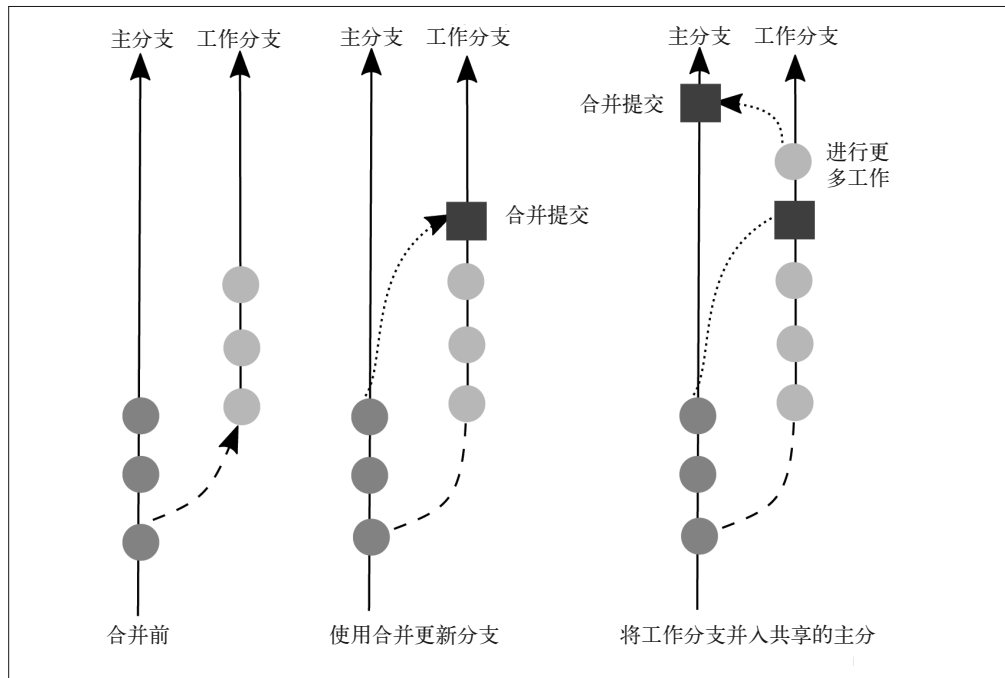 主分支
工作分支
合并前
主分支
工作分支
合并提交
使用合并更新分支
主分支
工作分支
合并提交
进行更
多工作
将工作分支并入共享的主分